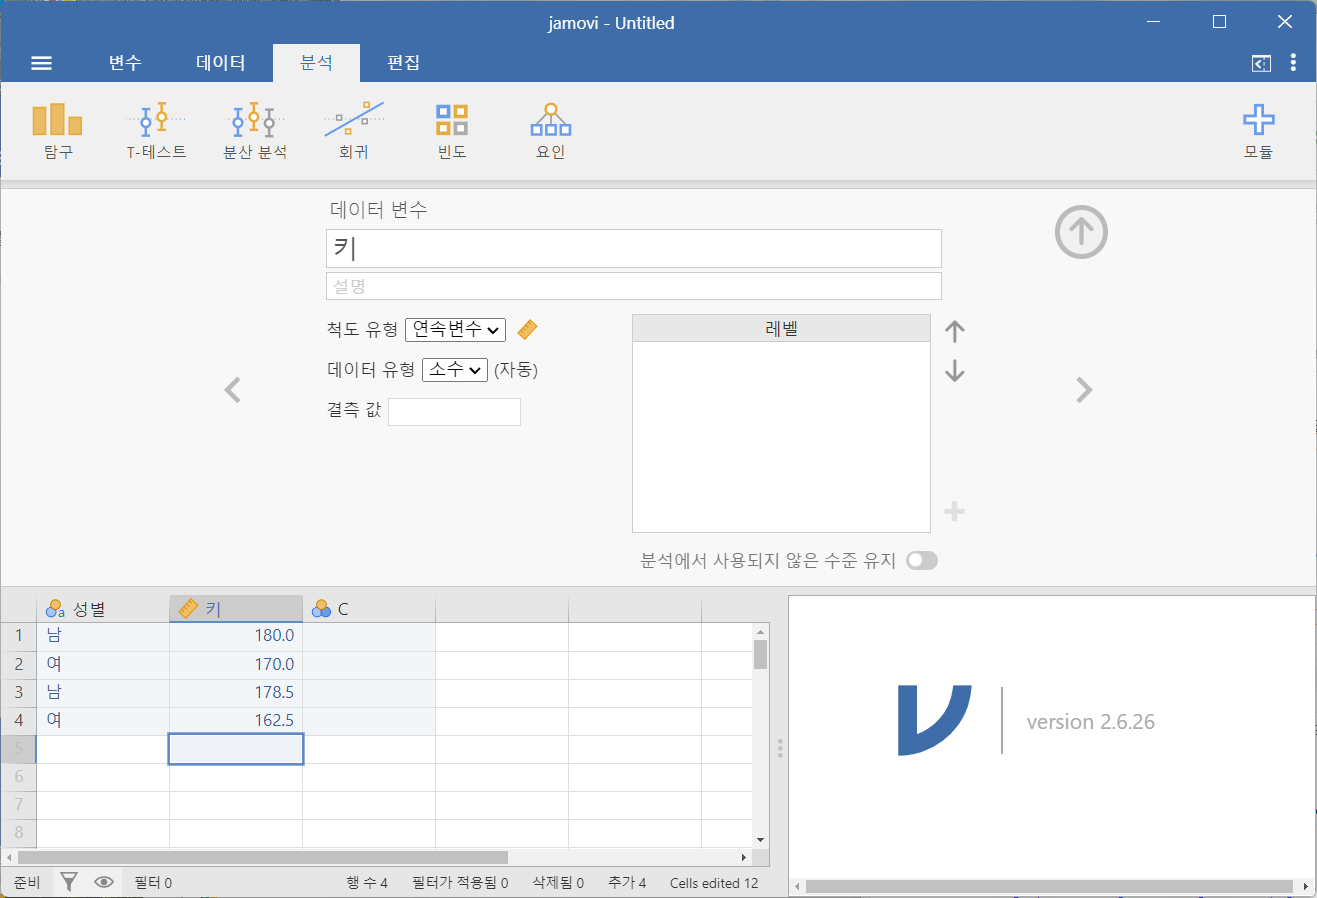 jamovi - Untitled
변수 데이터 분석 편집
탐구 T-테스트 분산 분석 회귀 빈도 요인 모듈
데이터 변수
키
설명
척도 유형 연속변수 레벨
데이터 유형 소수 (자동)
결측 값
분석에서 사용되지 않은 수준 유지
성별 키 C
1 남 180.0
2 여 170.0
3 남 178.5
4 여 162.5
5
6
7
8
version 2.6.26
준비 필터 0 행 수 4 필터가 적용됨 0 삭제됨 0 추가 4 Cells edited 12